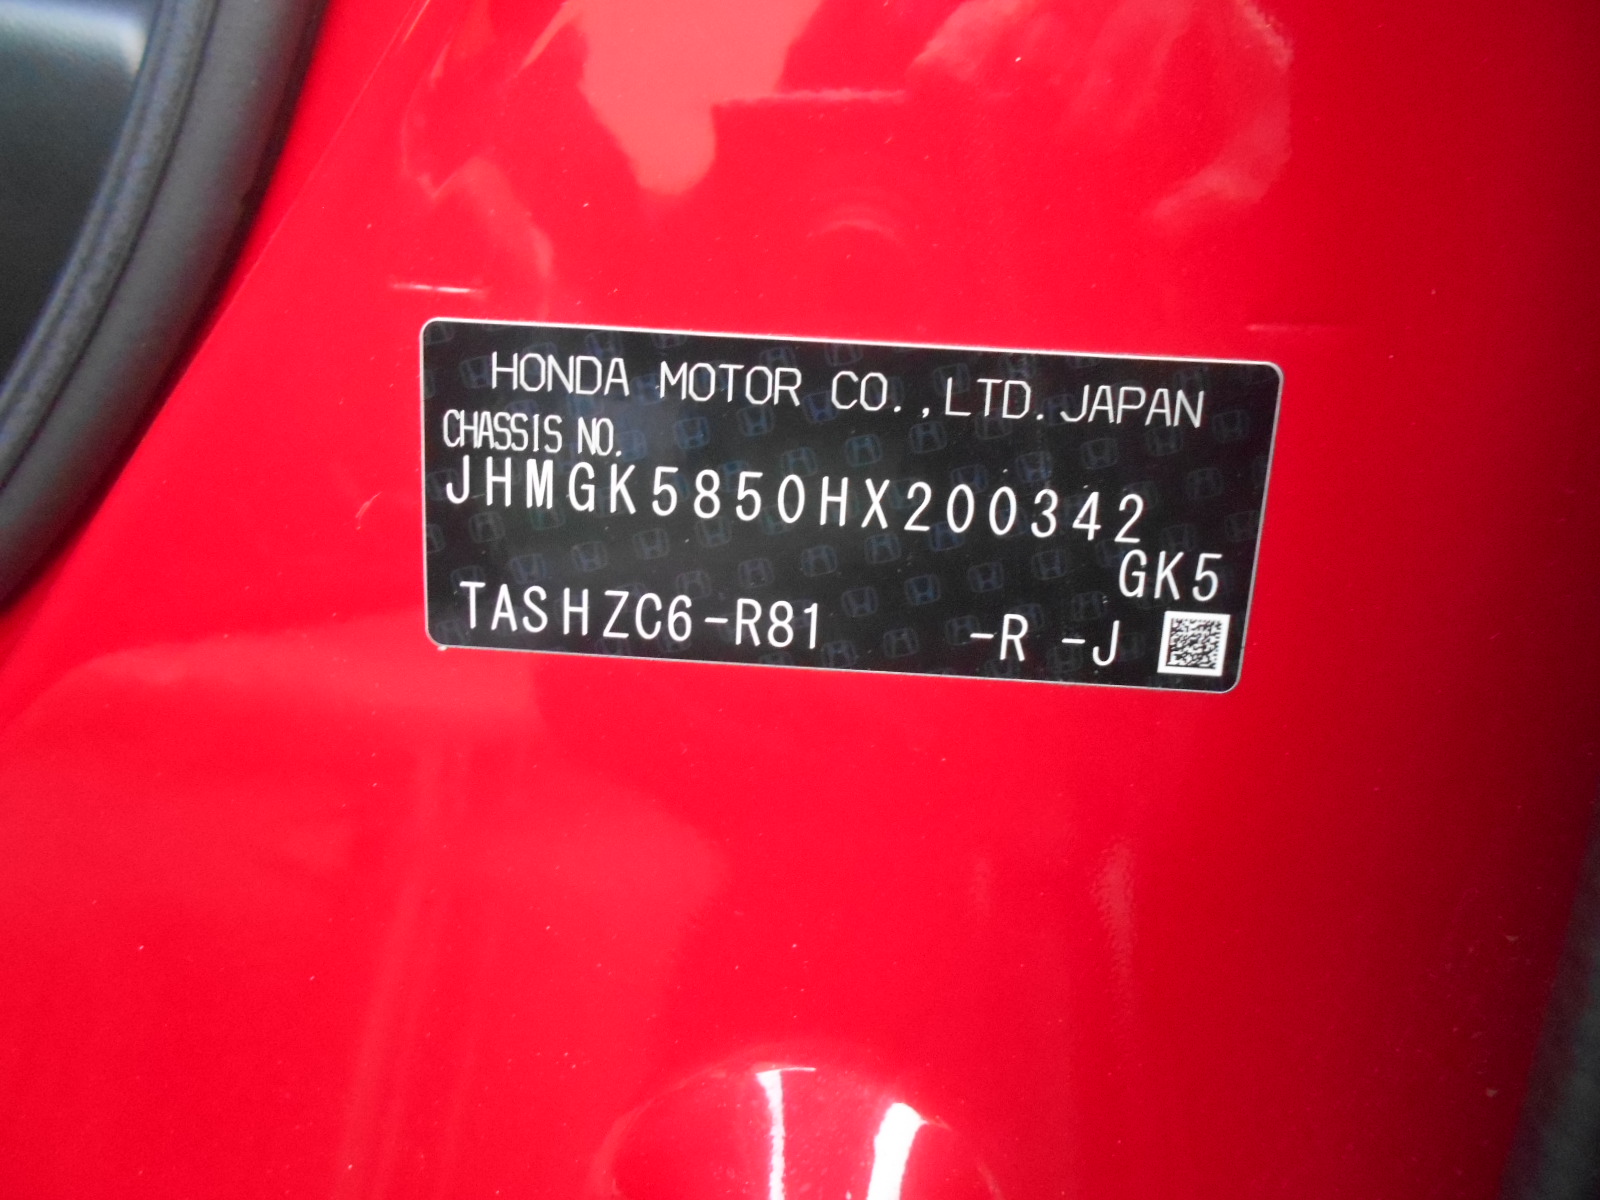 HONDA MOTOR CO.,LTD.JAPAN
CHASSIS NO.
JHMGK5850HX200342
GK5
TASHZC6-R81 -R -J